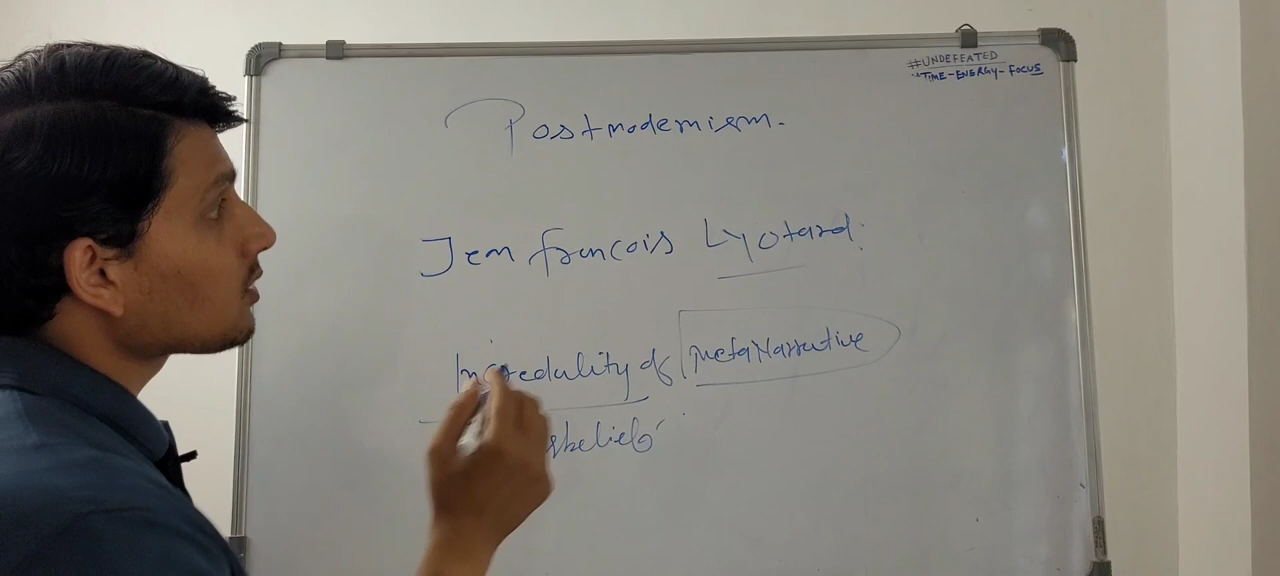 #UNDEFEATED
TIME-ENERGY-FOCUS
Postmodernism.
Jean francois Lyotard:
Incredulity of metaNarrative